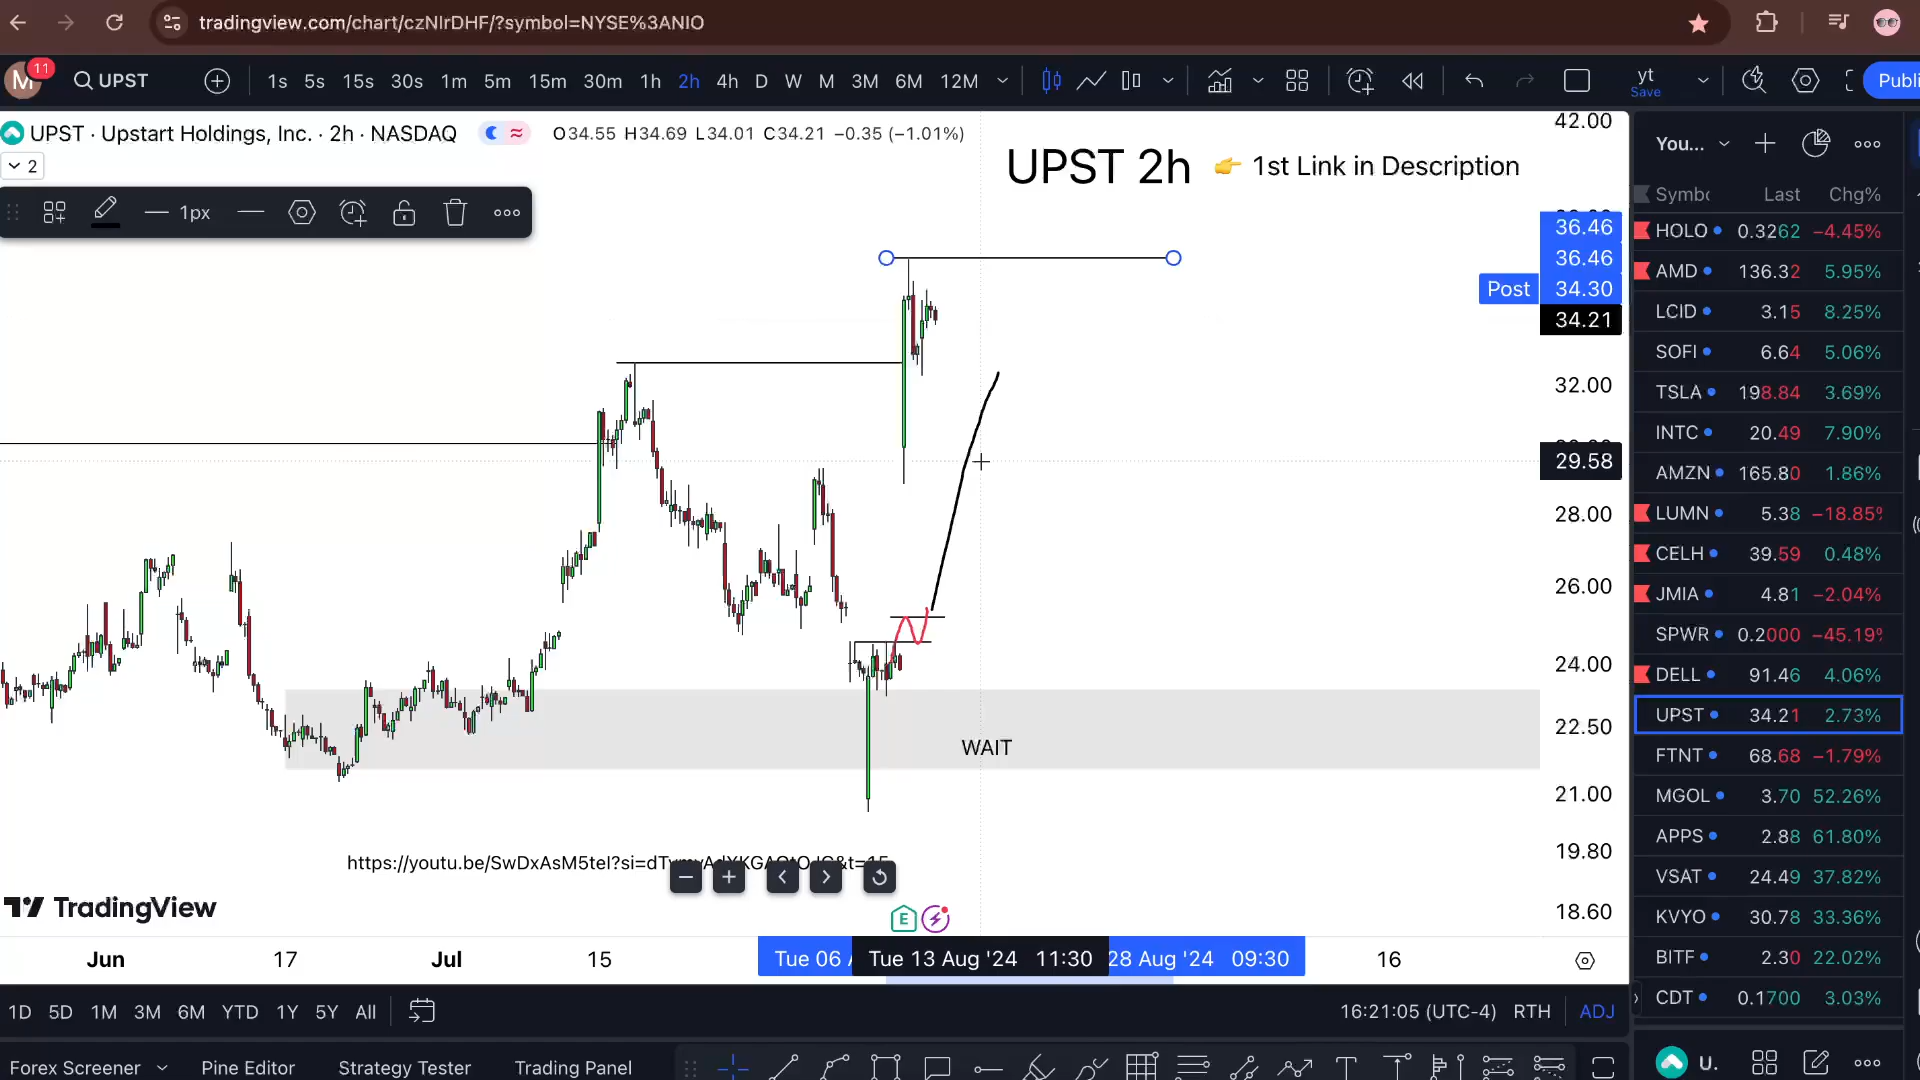 tradingview.com/chart/czNlrDHF/?symbol=NYSE%3ANIO
M 11 UPST 1s 5s 15s 30s 1m 5m 15m 30m 1h 2h 4h D W M 3M 6M 12M yt Save Publi
UPST · Upstart Holdings, Inc. · 2h · NASDAQ O34.55 H34.69 L34.01 C34.21 −0.35 (−1.01%)
2
1px
UPST 2h 👉 1st Link in Description
42.00
36.46
36.46
Post 34.30
34.21
32.00
29.58
28.00
26.00
24.00
22.50
21.00
19.80
18.60
WAIT
https://youtu.be/SwDxAsM5teI?si=
&t=15
TradingView
E
Jun 17 Jul 15 Tue 06 Tue 13 Aug '24 11:30 28 Aug '24 09:30 16
1D 5D 1M 3M 6M YTD 1Y 5Y All 16:21:05 (UTC-4) RTH ADJ
Forex Screener Pine Editor Strategy Tester Trading Panel
You...
Symbo Last Chg%
HOLO 0.3262 −4.45%
AMD 136.32 5.95%
LCID 3.15 8.25%
SOFI 6.64 5.06%
TSLA 198.84 3.69%
INTC 20.49 7.90%
AMZN 165.80 1.86%
LUMN 5.38 −18.85%
CELH 39.59 0.48%
JMIA 4.81 −2.04%
SPWR 0.2000 −45.19%
DELL 91.46 4.06%
UPST 34.21 2.73%
FTNT 68.68 −1.79%
MGOL 3.70 52.26%
APPS 2.88 61.80%
VSAT 24.49 37.82%
KVYO 30.78 33.36%
BITF 2.30 22.02%
CDT 0.1700 3.03%
U.